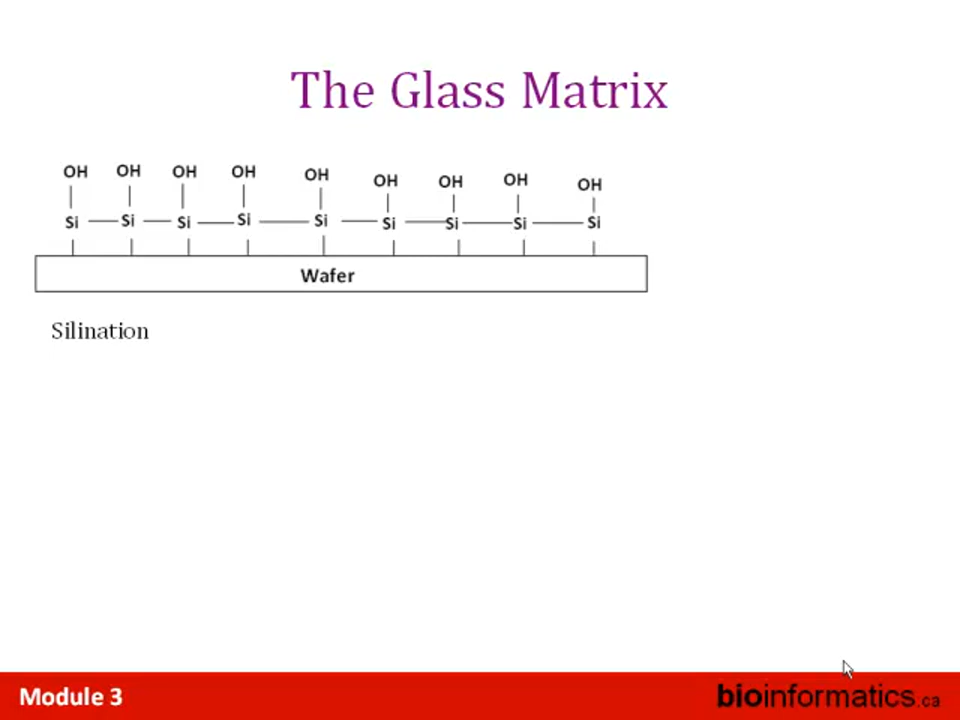 The Glass Matrix
OH OH OH OH OH OH OH OH OH
Si Si Si Si Si Si Si Si Si
Wafer
Silination
Module 3
bioinformatics.ca